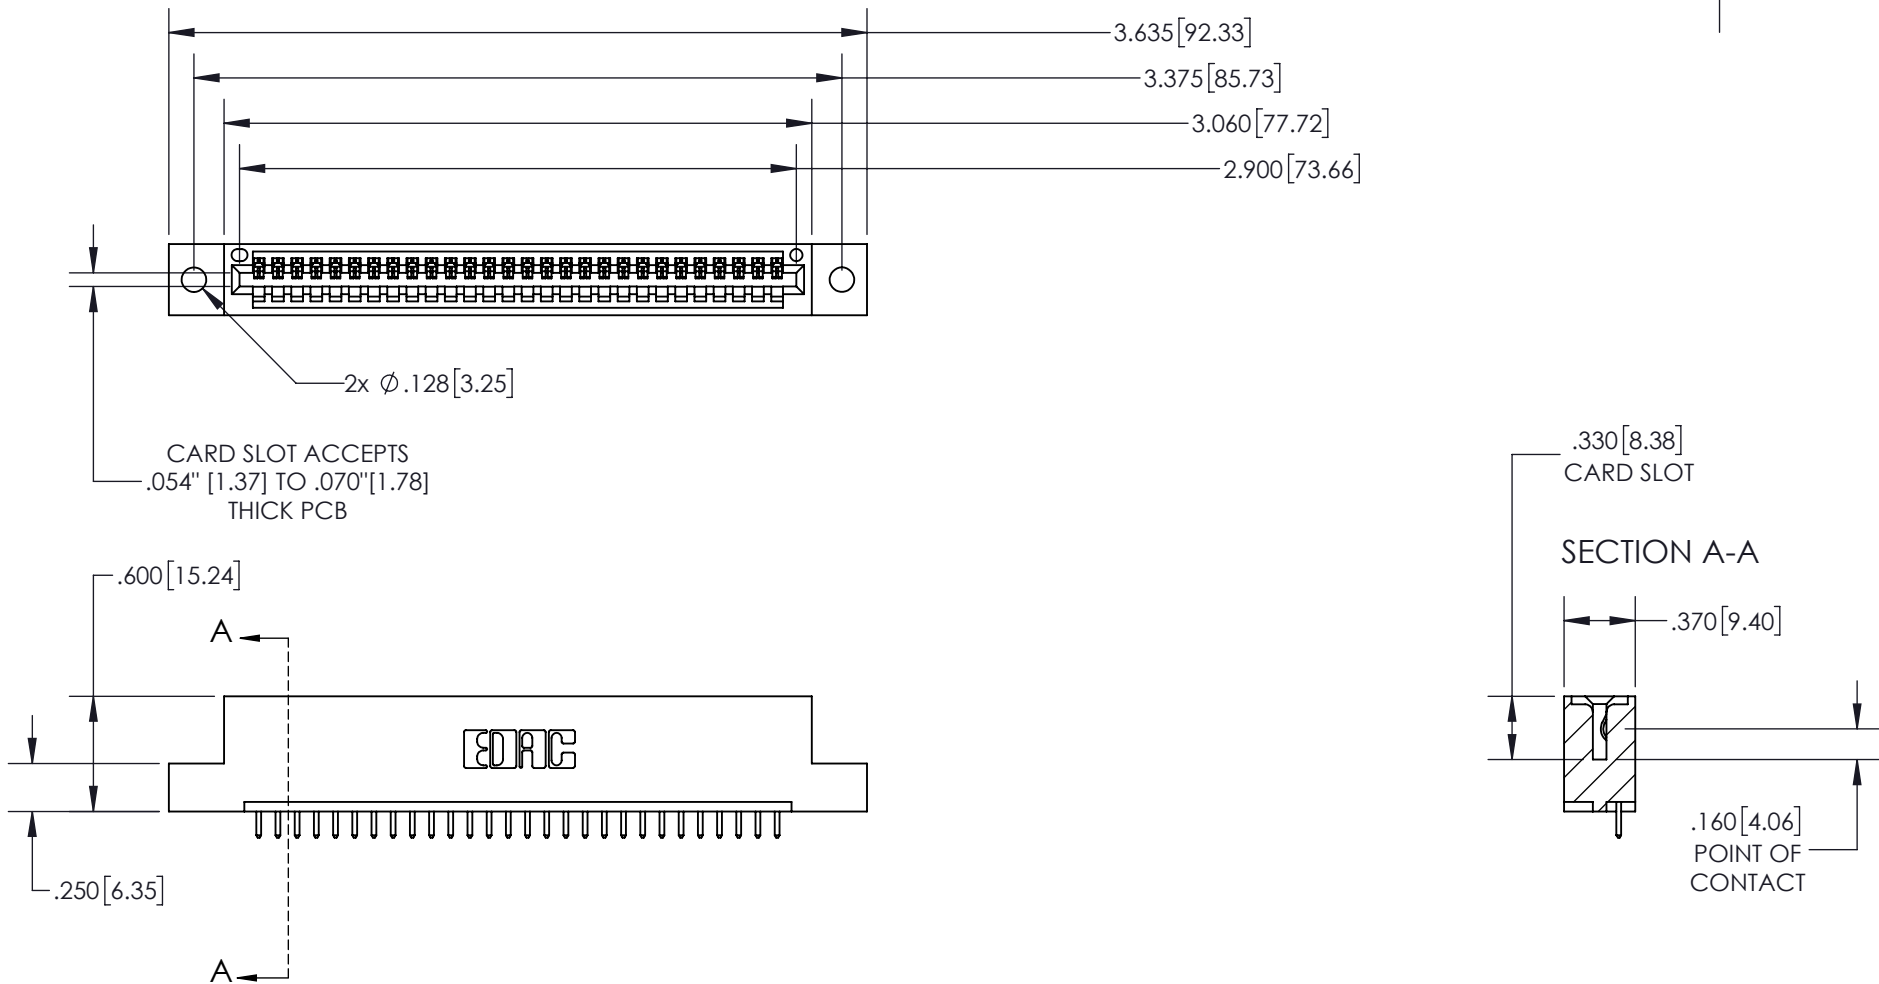 3.635[92.33]
3.375[85.73]
3.060[77.72]
2.900[73.66]
2x Ø.128[3.25]
CARD SLOT ACCEPTS
.054" [1.37] TO .070"[1.78]
THICK PCB
.330[8.38]
CARD SLOT
SECTION A-A
.600[15.24]
.370[9.40]
A
EDAC
.160[4.06]
POINT OF
CONTACT
.250[6.35]
A